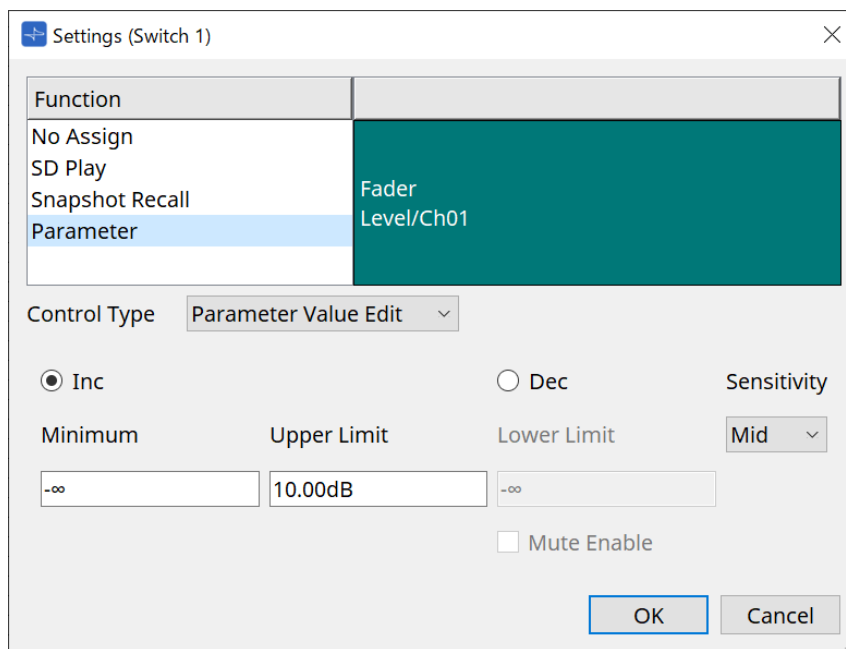 Settings (Switch 1)
Function
No Assign
SD Play
Snapshot Recall
Parameter
Fader
Level/Ch01
Control Type
Parameter Value Edit
Inc
Dec
Sensitivity
Minimum
Upper Limit
Lower Limit
Mid
-∞
10.00dB
-∞
Mute Enable
OK
Cancel